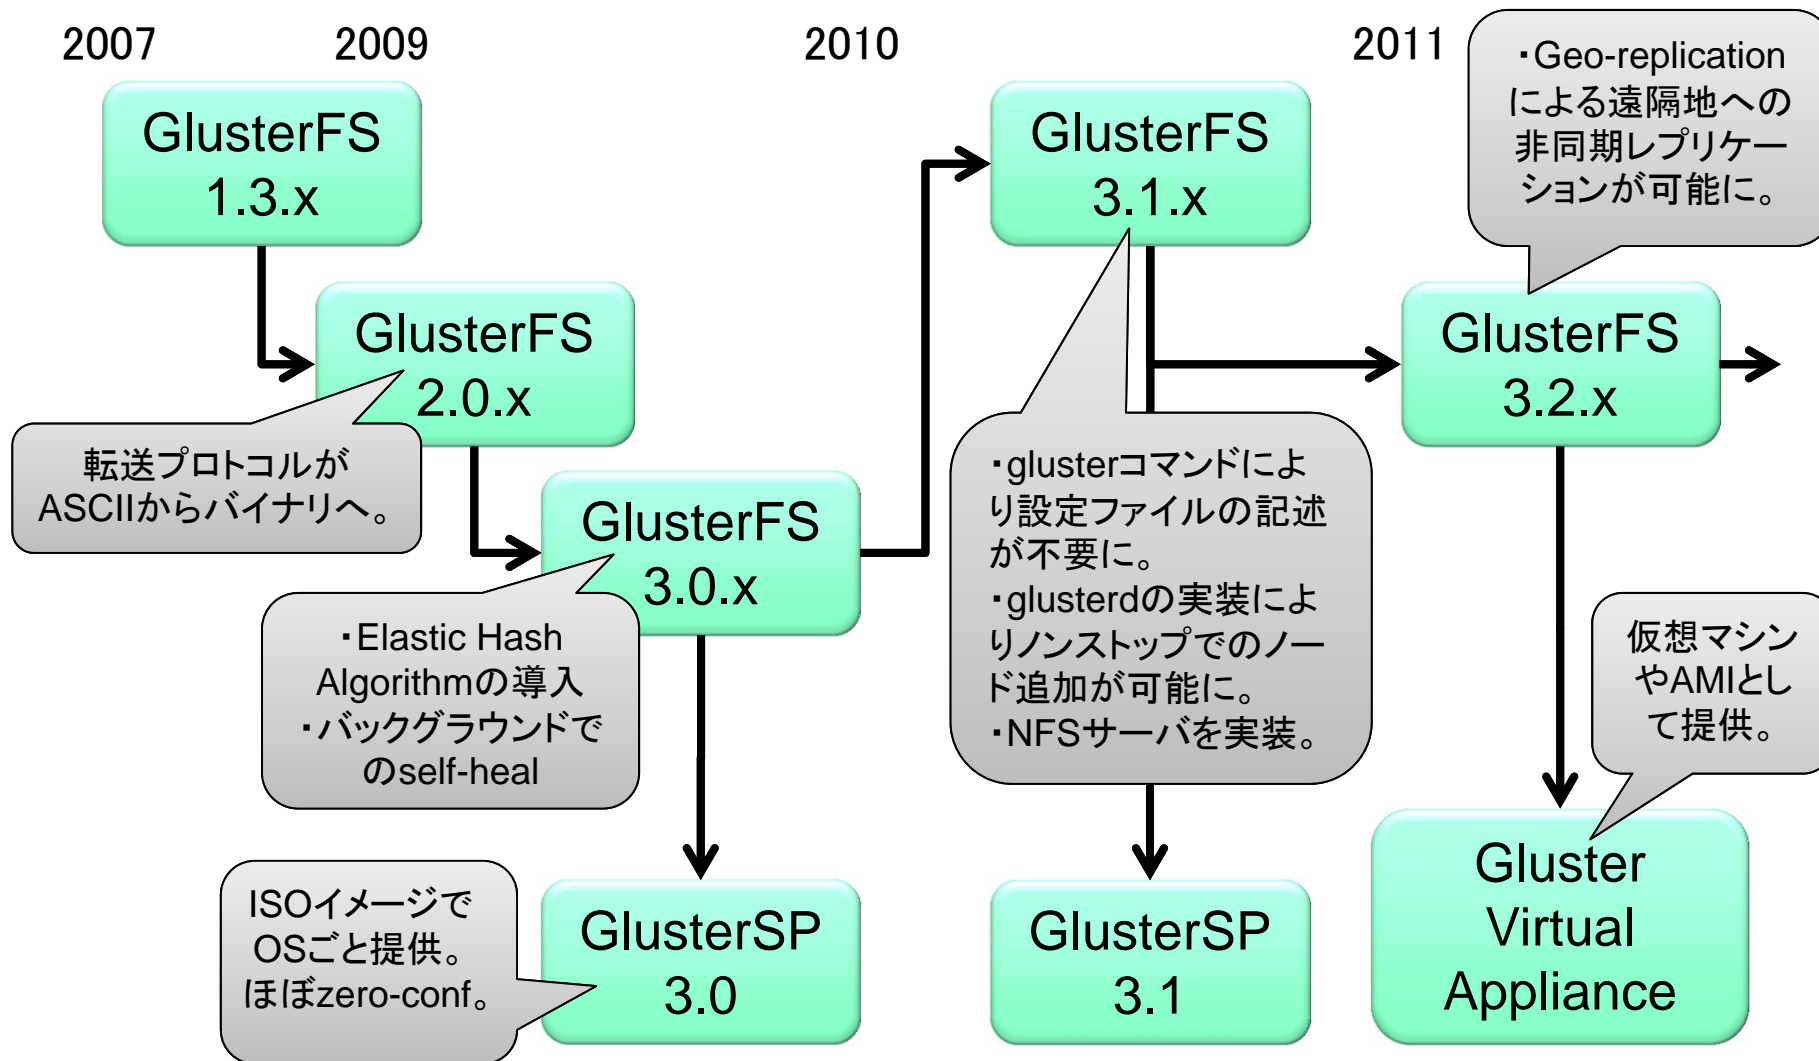 2007
2009
2010
2011
GlusterFS
1.3.x
GlusterFS
2.0.x
転送プロトコルが
ASCIIからバイナリへ。
GlusterFS
3.0.x
・Elastic Hash
Algorithmの導入
・バックグラウンドで
のself-heal
GlusterSP
3.0
ISOイメージで
OSごと提供。
ほぼzero-conf。
GlusterFS
3.1.x
・glusterコマンドによ
り設定ファイルの記述
が不要に。
・glusterdの実装によ
りノンストップでのノー
ド追加が可能に。
・NFSサーバを実装。
GlusterSP
3.1
・Geo-replication
による遠隔地への
非同期レプリケー
ションが可能に。
GlusterFS
3.2.x
仮想マシン
やAMIとし
て提供。
Gluster
Virtual
Appliance